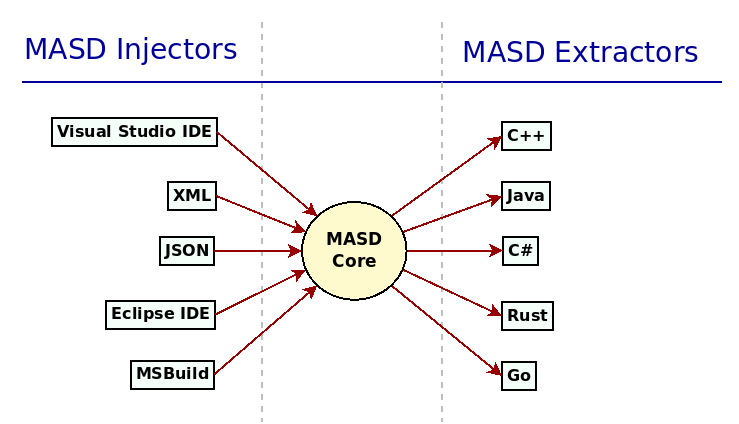 MASD Injectors
MASD Extractors
Visual Studio IDE
XML
JSON
Eclipse IDE
MSBuild
MASD
Core
C++
Java
C#
Rust
Go